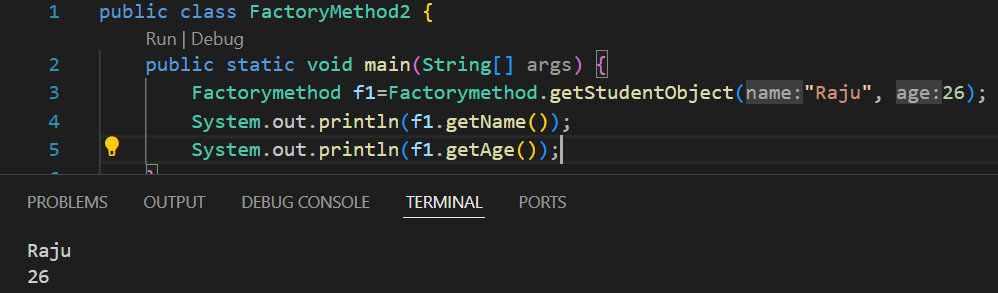 1 public class FactoryMethod2 {
Run | Debug
2 public static void main(String[] args) {
3 Factorymethod f1=Factorymethod.getStudentObject(name:"Raju", age:26);
4 System.out.println(f1.getName());
5 System.out.println(f1.getAge());
6 }
PROBLEMS OUTPUT DEBUG CONSOLE TERMINAL PORTS
Raju
26